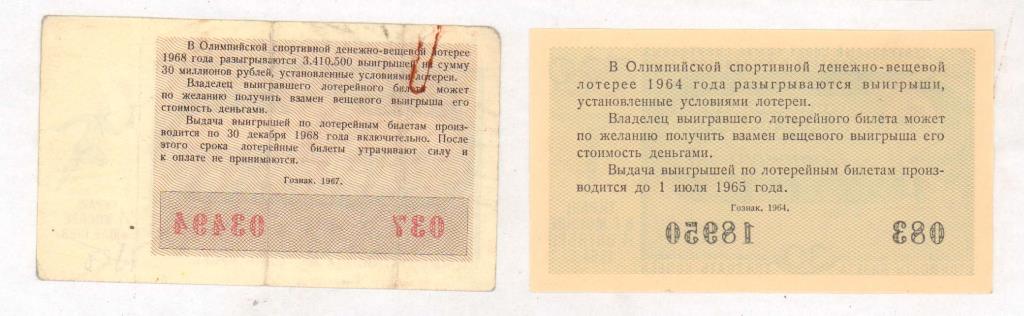 В Олимпийской спортивной денежно-вещевой лотерее
1968 года разыгрываются 3.410.500 выигрышей на сумму
30 миллионов рублей, установленные условиями лотереи.
Владелец выигравшего лотерейного билета может
по желанию получить взамен вещевого выигрыша его
стоимость деньгами.
Выдача выигрышей по лотерейным билетам произ-
водится по 30 декабря 1968 года включительно. После
этого срока лотерейные билеты утрачивают силу и
к оплате не принимаются.
Гознак. 1967.
03494 037
В Олимпийской спортивной денежно-вещевой
лотерее 1964 года разыгрываются выигрыши,
установленные условиями лотереи.
Владелец выигравшего лотерейного билета может
по желанию получить взамен вещевого выигрыша его
стоимость деньгами.
Выдача выигрышей по лотерейным билетам произ-
водится до 1 июля 1965 года.
Гознак. 1964.
18950 083